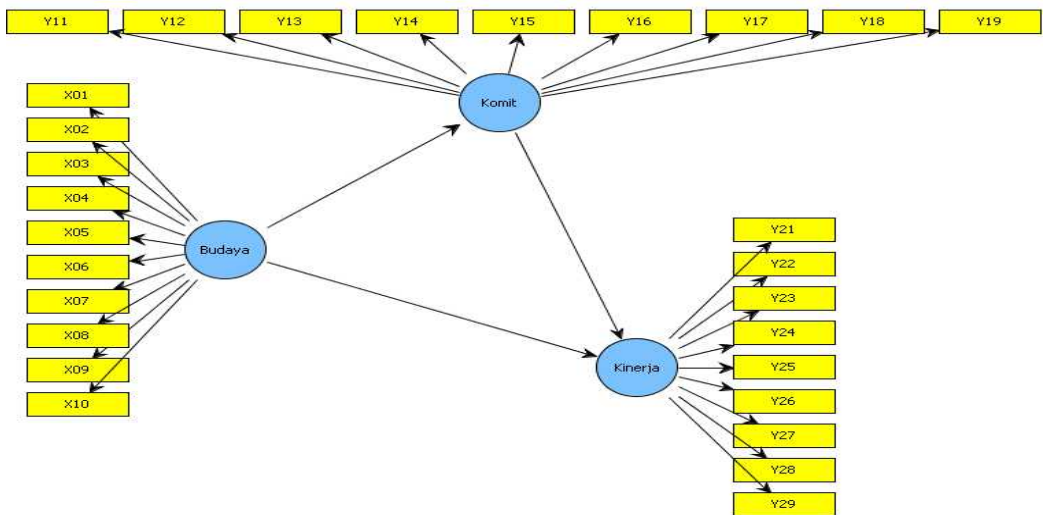 Y11 Y12 Y13 Y14 Y15 Y16 Y17 Y18 Y19
Komit
X01
X02
X03
X04
X05
X06
X07
X08
X09
X10
Budaya
Kinerja
Y21
Y22
Y23
Y24
Y25
Y26
Y27
Y28
Y29